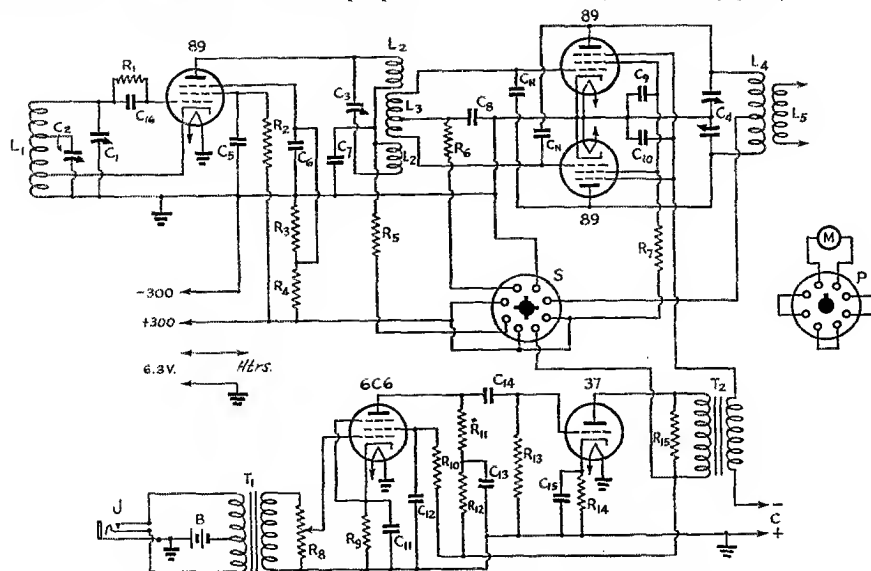 89
89
L2
L4
R1
C16
C2
L1
C1
C5
R2
C6
C3
L3
C8
CN
C9
C4
L5
C7
L2
R6
CN
C10
89
R3
R5
R7
M
R4
S
P
-300
+300
6.3V.
Htrs.
6C6
C14
37
T2
R11
R10
R13
R15
C13
T1
C12
R12
C15
R14
J
B
R8
R9
C11
-
C
+